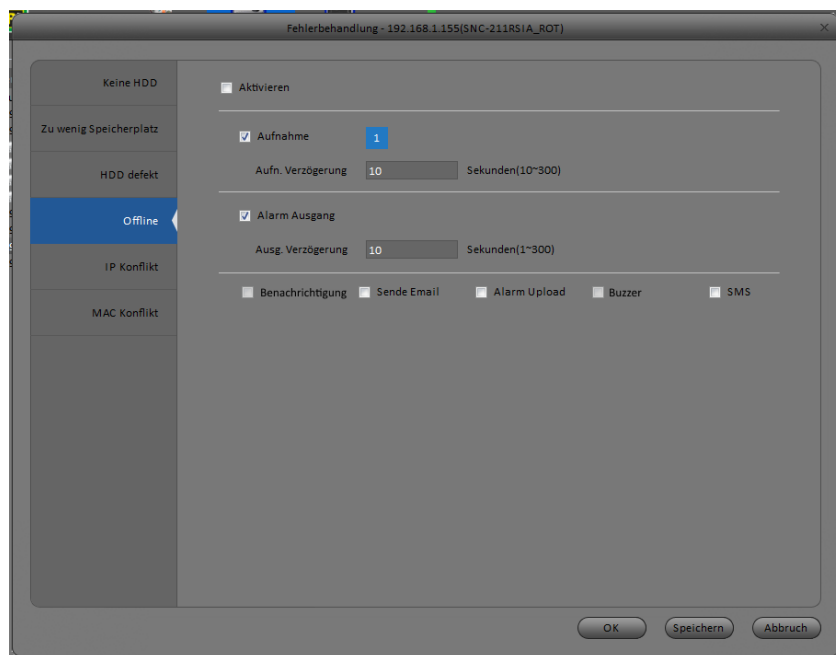 Fehlerbehandlung - 192.168.1.155(SNC-211RSIA_ROT)
Keine HDD
Zu wenig Speicherplatz
HDD defekt
Offline
IP Konflikt
MAC Konflikt
Aktivieren
Aufnahme 1
Aufn. Verzögerung 10 Sekunden(10~300)
Alarm Ausgang
Ausg. Verzögerung 10 Sekunden(1~300)
Benachrichtigung Sende Email Alarm Upload Buzzer SMS
OK Speichern Abbruch